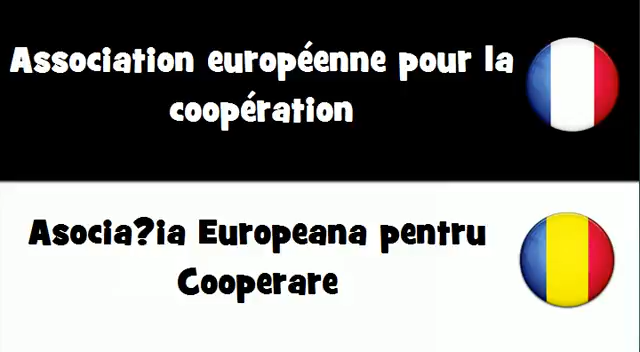 Association européenne pour la
coopération
Asocia?ia Europeana pentru
Cooperare